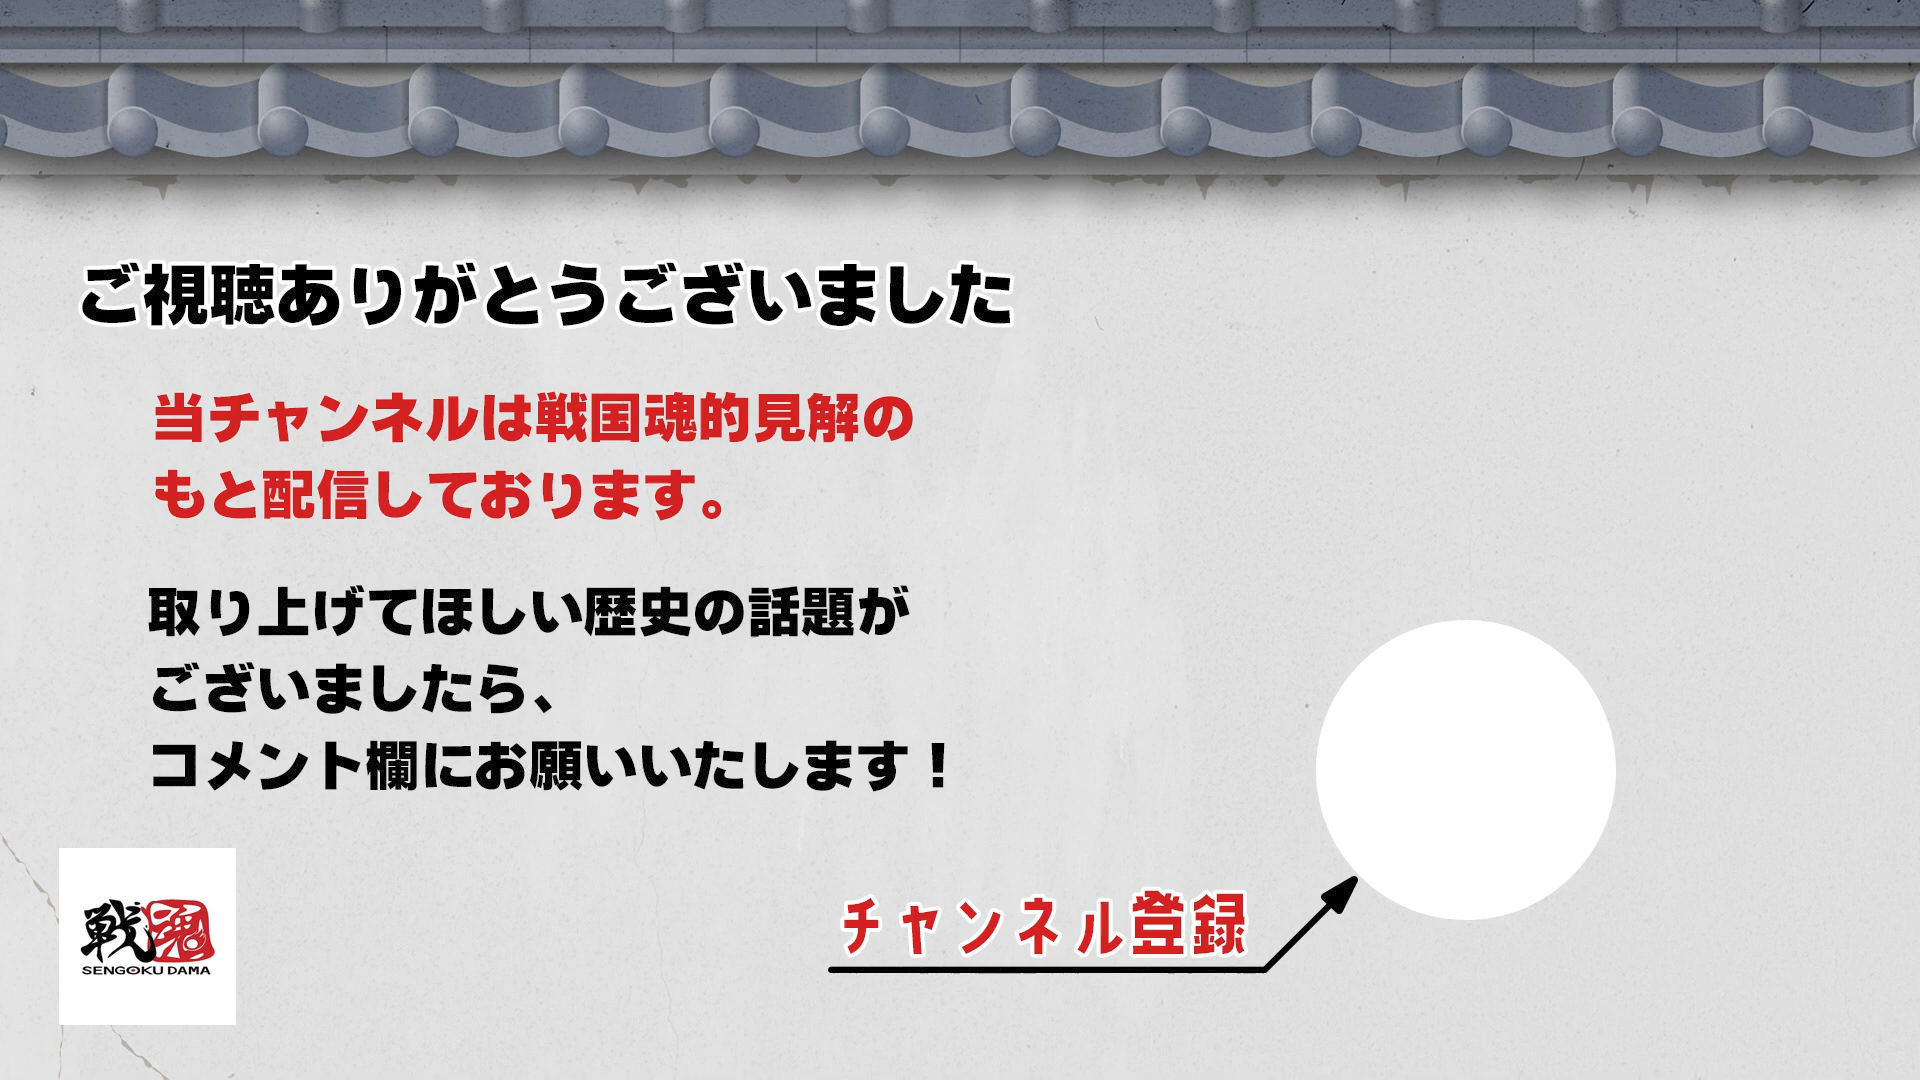 ご視聴ありがとうございました
当チャンネルは戦国魂的見解の
もと配信しております。
取り上げてほしい歴史の話題が
ございましたら、
コメント欄にお願いいたします！
チャンネル登録
戦魂
SENGOKU DAMA